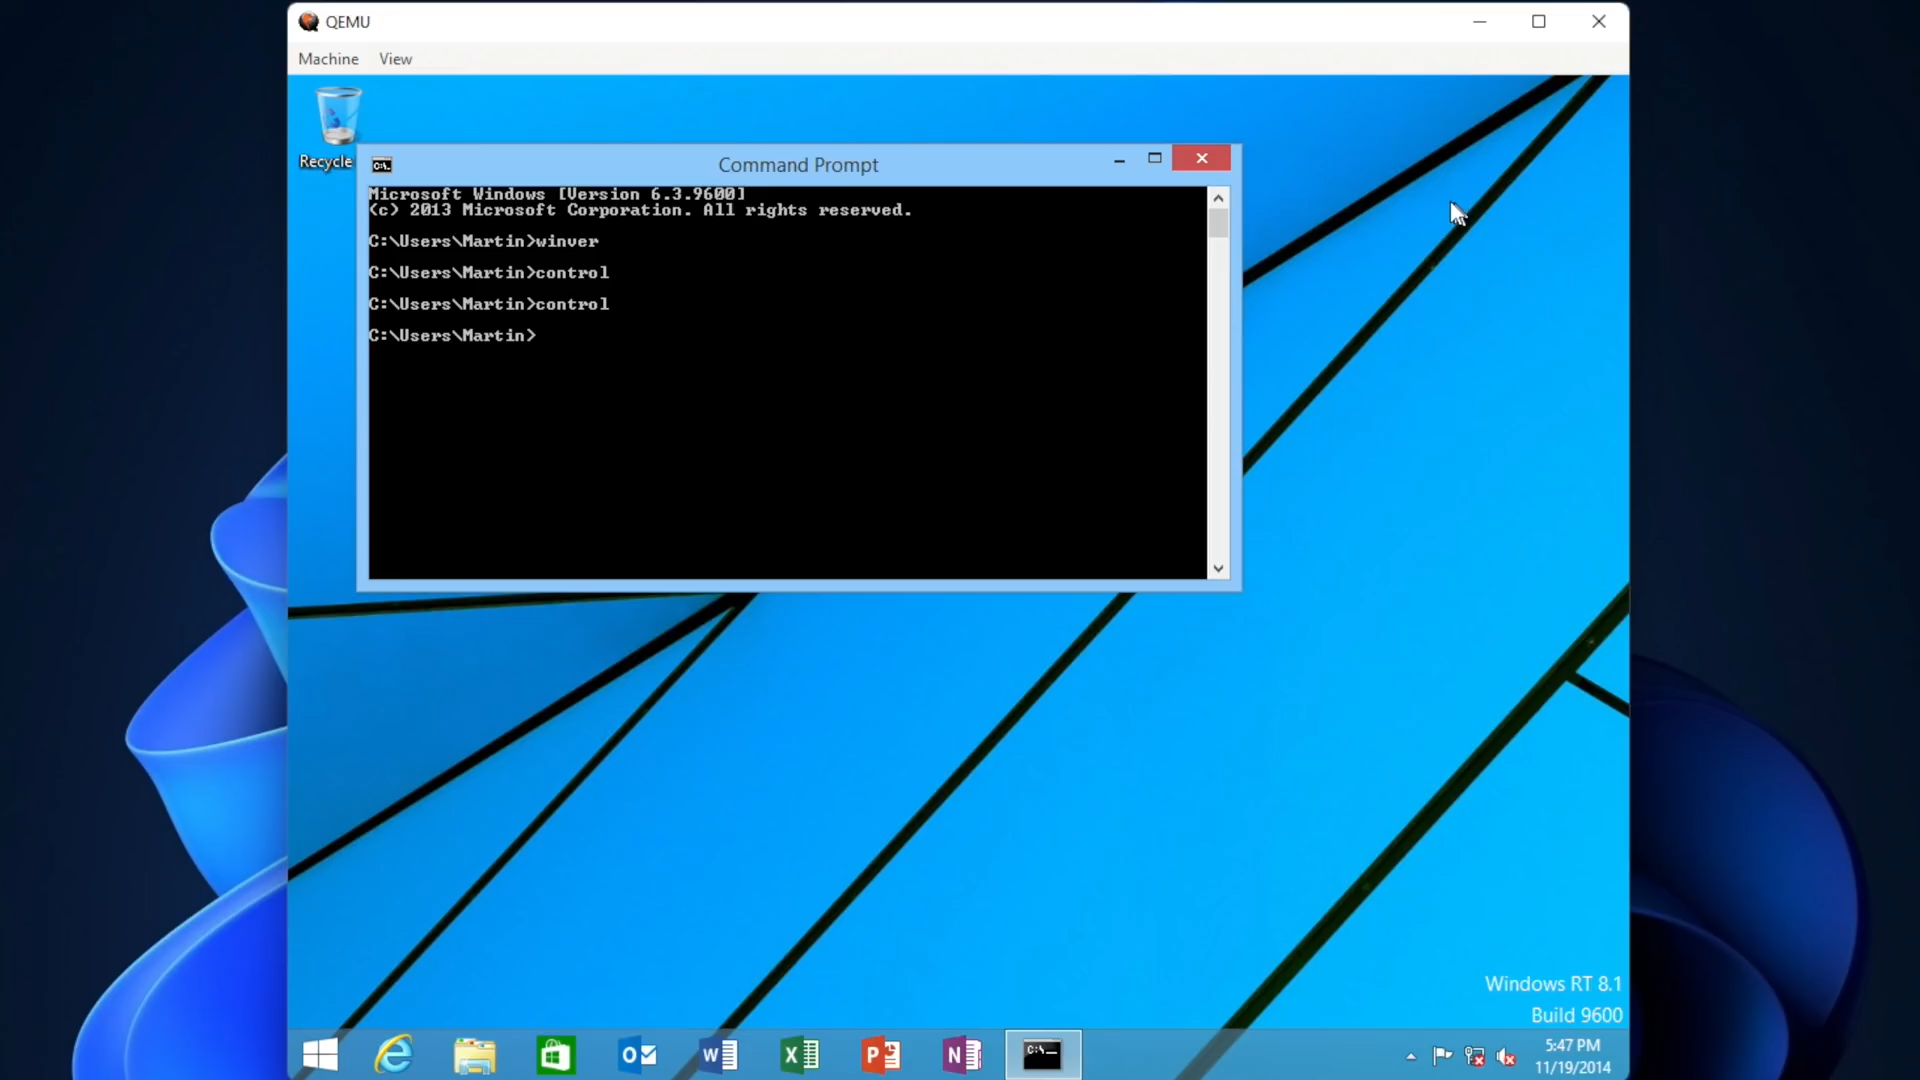 QEMU
Machine View
Recycle
Command Prompt
Microsoft Windows [Version 6.3.9600]
(c) 2013 Microsoft Corporation. All rights reserved.
C:\Users\Martin>winver
C:\Users\Martin>control
C:\Users\Martin>control
C:\Users\Martin>
Windows RT 8.1
Build 9600
5:47 PM
11/19/2014